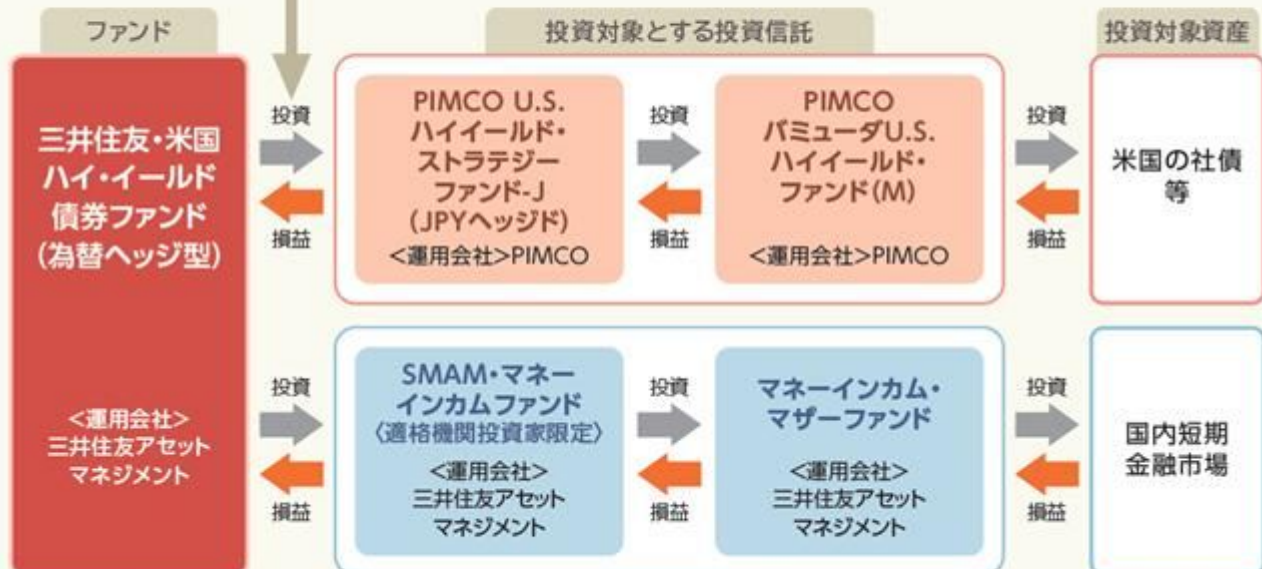 ファンド
投資対象とする投資信託
投資対象資産
三井住友・米国
ハイ・イールド
債券ファンド
(為替ヘッジ型)
<運用会社>
三井住友アセット
マネジメント
投資
損益
PIMCO U.S.
ハイイールド・
ストラテジー
ファンド-J
(JPYヘッジド)
<運用会社>PIMCO
投資
損益
PIMCO
バミューダU.S.
ハイイールド・
ファンド(M)
<運用会社>PIMCO
投資
損益
米国の社債
等
投資
損益
SMAM・マネー
インカムファンド
〈適格機関投資家限定〉
<運用会社>
三井住友アセット
マネジメント
投資
損益
マネーインカム・
マザーファンド
<運用会社>
三井住友アセット
マネジメント
投資
損益
国内短期
金融市場